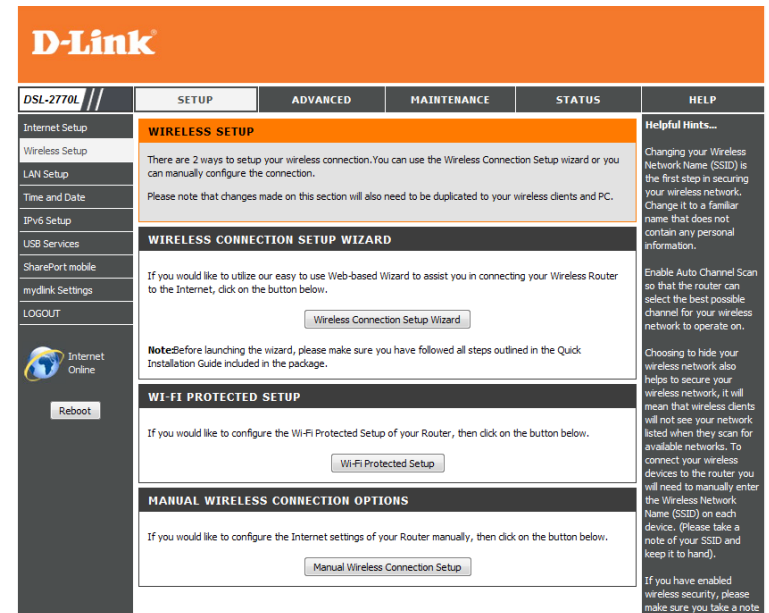 D-Link
DSL-2770L
SETUP
ADVANCED
MAINTENANCE
STATUS
HELP
Internet Setup
Wireless Setup
LAN Setup
Time and Date
IPv6 Setup
USB Services
SharePort mobile
mydlink Settings
LOGOUT
Internet
Online
Reboot
WIRELESS SETUP
There are 2 ways to setup your wireless connection.You can use the Wireless Connection Setup wizard or you
can manually configure the connection.
Please note that changes made on this section will also need to be duplicated to your wireless clients and PC.
WIRELESS CONNECTION SETUP WIZARD
If you would like to utilize our easy to use Web-based Wizard to assist you in connecting your Wireless Router
to the Internet, click on the button below.
Wireless Connection Setup Wizard
Note:Before launching the wizard, please make sure you have followed all steps outlined in the Quick
Installation Guide included in the package.
WI-FI PROTECTED SETUP
If you would like to configure the Wi-Fi Protected Setup of your Router, then click on the button below.
Wi-Fi Protected Setup
MANUAL WIRELESS CONNECTION OPTIONS
If you would like to configure the Internet settings of your Router manually, then click on the button below.
Manual Wireless Connection Setup
Helpful Hints...
Changing your Wireless
Network Name (SSID) is
the first step in securing
your wireless network.
Change it to a familiar
name that does not
contain any personal
information.
Enable Auto Channel Scan
so that the router can
select the best possible
channel for your wireless
network to operate on.
Choosing to hide your
wireless network also
helps to secure your
wireless network, it will
mean that wireless clients
will not see your network
listed when they scan for
available networks. To
connect your wireless
devices to the router you
will need to manually enter
the Wireless Network
Name (SSID) on each
device. (Please take a
note of your SSID and
keep it to hand).
If you have enabled
wireless security, please
make sure you take a note